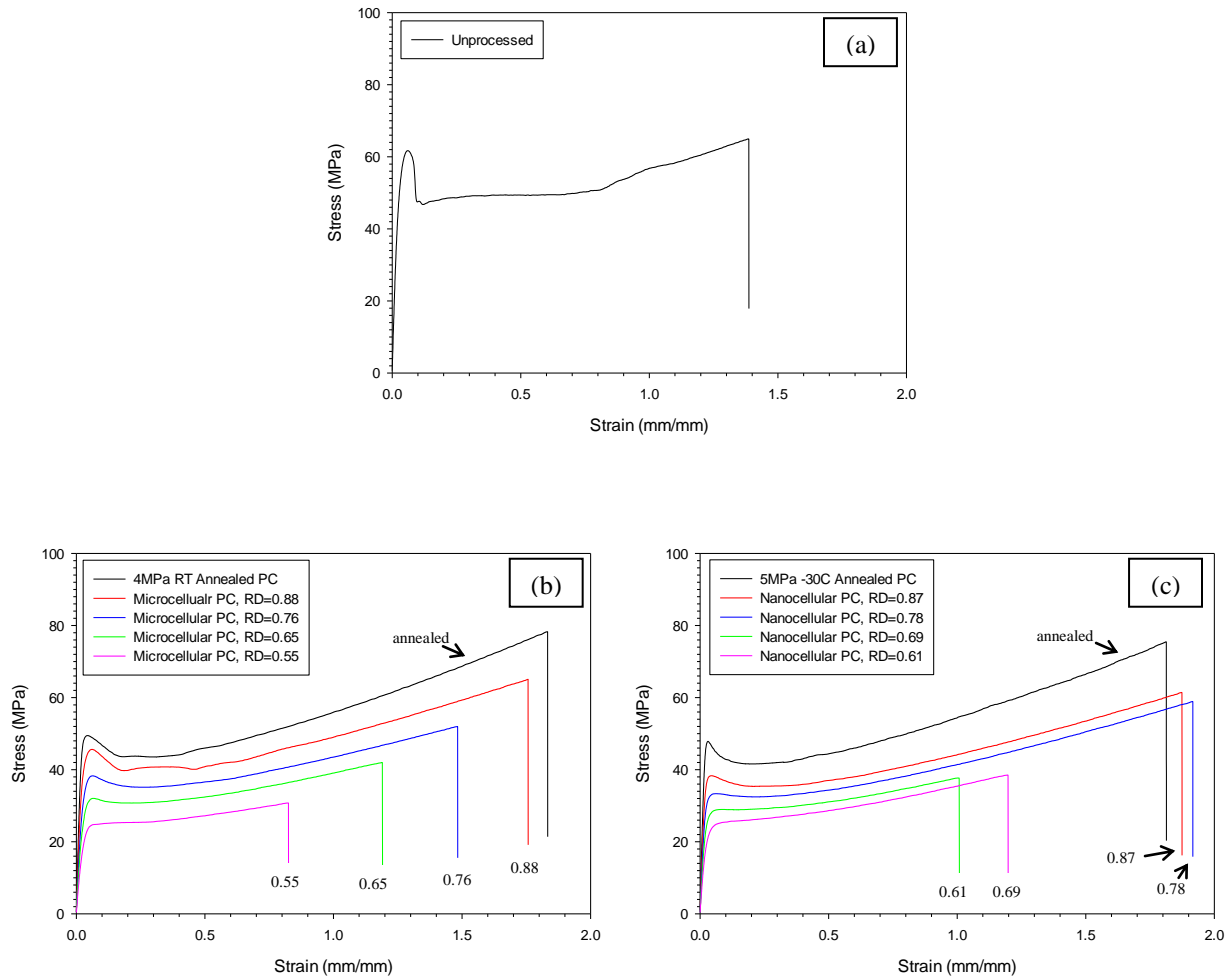 Unprocessed
(a)
100
80
60
40
20
0
Stress (MPa)
0.0 0.5 1.0 1.5 2.0
Strain (mm/mm)
4MPa RT Annealed PC
Microcellualr PC, RD=0.88
Microcellular PC, RD=0.76
Microcellular PC, RD=0.65
Microcellular PC, RD=0.55
(b)
annealed
100
80
60
40
20
0
Stress (MPa)
0.55
0.65
0.76
0.88
0.0 0.5 1.0 1.5 2.0
Strain (mm/mm)
5MPa -30C Annealed PC
Nanocellular PC, RD=0.87
Nanocellular PC, RD=0.78
Nanocellular PC, RD=0.69
Nanocellular PC, RD=0.61
(c)
annealed
100
80
60
40
20
0
Stress (MPa)
0.61
0.69
0.87
0.78
0.0 0.5 1.0 1.5 2.0
Strain (mm/mm)